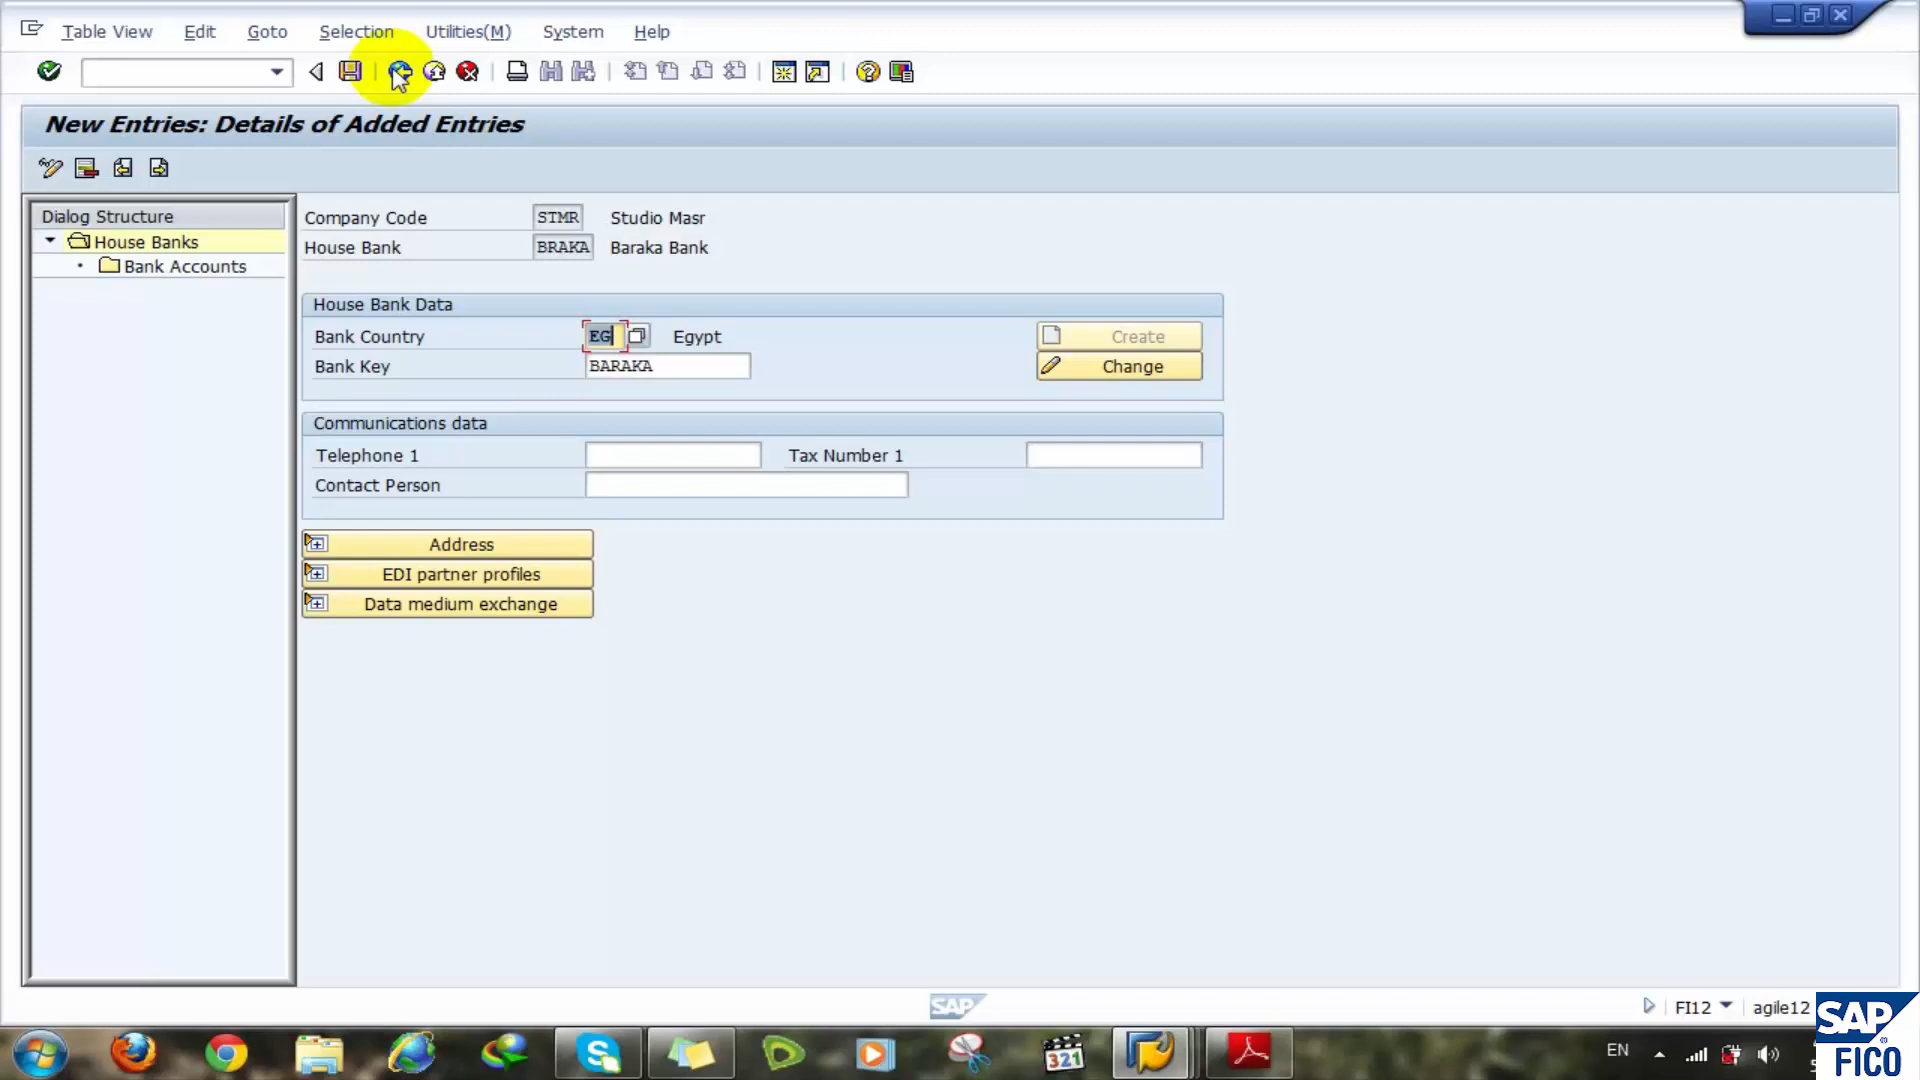 Table View Edit Goto Selection Utilities(M) System Help
New Entries: Details of Added Entries
Dialog Structure
House Banks
Bank Accounts
Company Code STMR Studio Masr
House Bank BRAKA Baraka Bank
House Bank Data
Bank Country EG Egypt Create
Bank Key BARAKA Change
Communications data
Telephone 1 Tax Number 1
Contact Person
Address
EDI partner profiles
Data medium exchange
SAP
FI12 agile12
SAP
FICO
321
EN